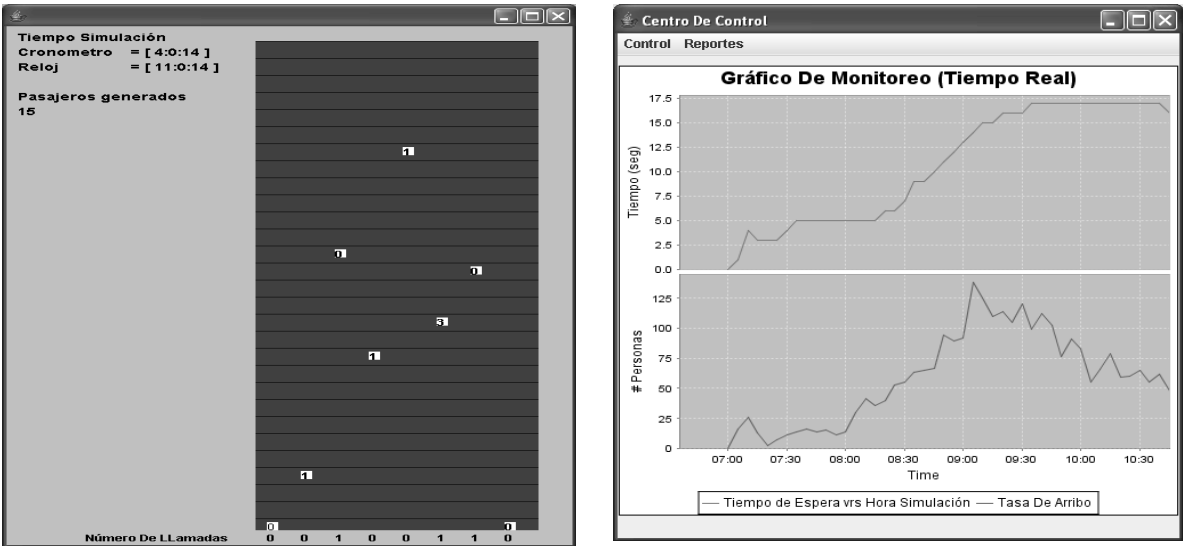 Tiempo Simulación
Cronometro = [ 4:0:14 ]
Reloj = [ 11:0:14 ]
Pasajeros generados
15
1
0
0
3
1
1
0 0
Número De LLamadas 0 0 1 0 0 1 1 0
Centro De Control
Control Reportes
Gráfico De Monitoreo (Tiempo Real)
Tiempo (seg)
17.5
15.0
12.5
10.0
7.5
5.0
2.5
0.0
# Personas
125
100
75
50
25
0
07:00 07:30 08:00 08:30 09:00 09:30 10:00 10:30
Time
Tiempo de Espera vrs Hora Simulación Tasa De Arribo